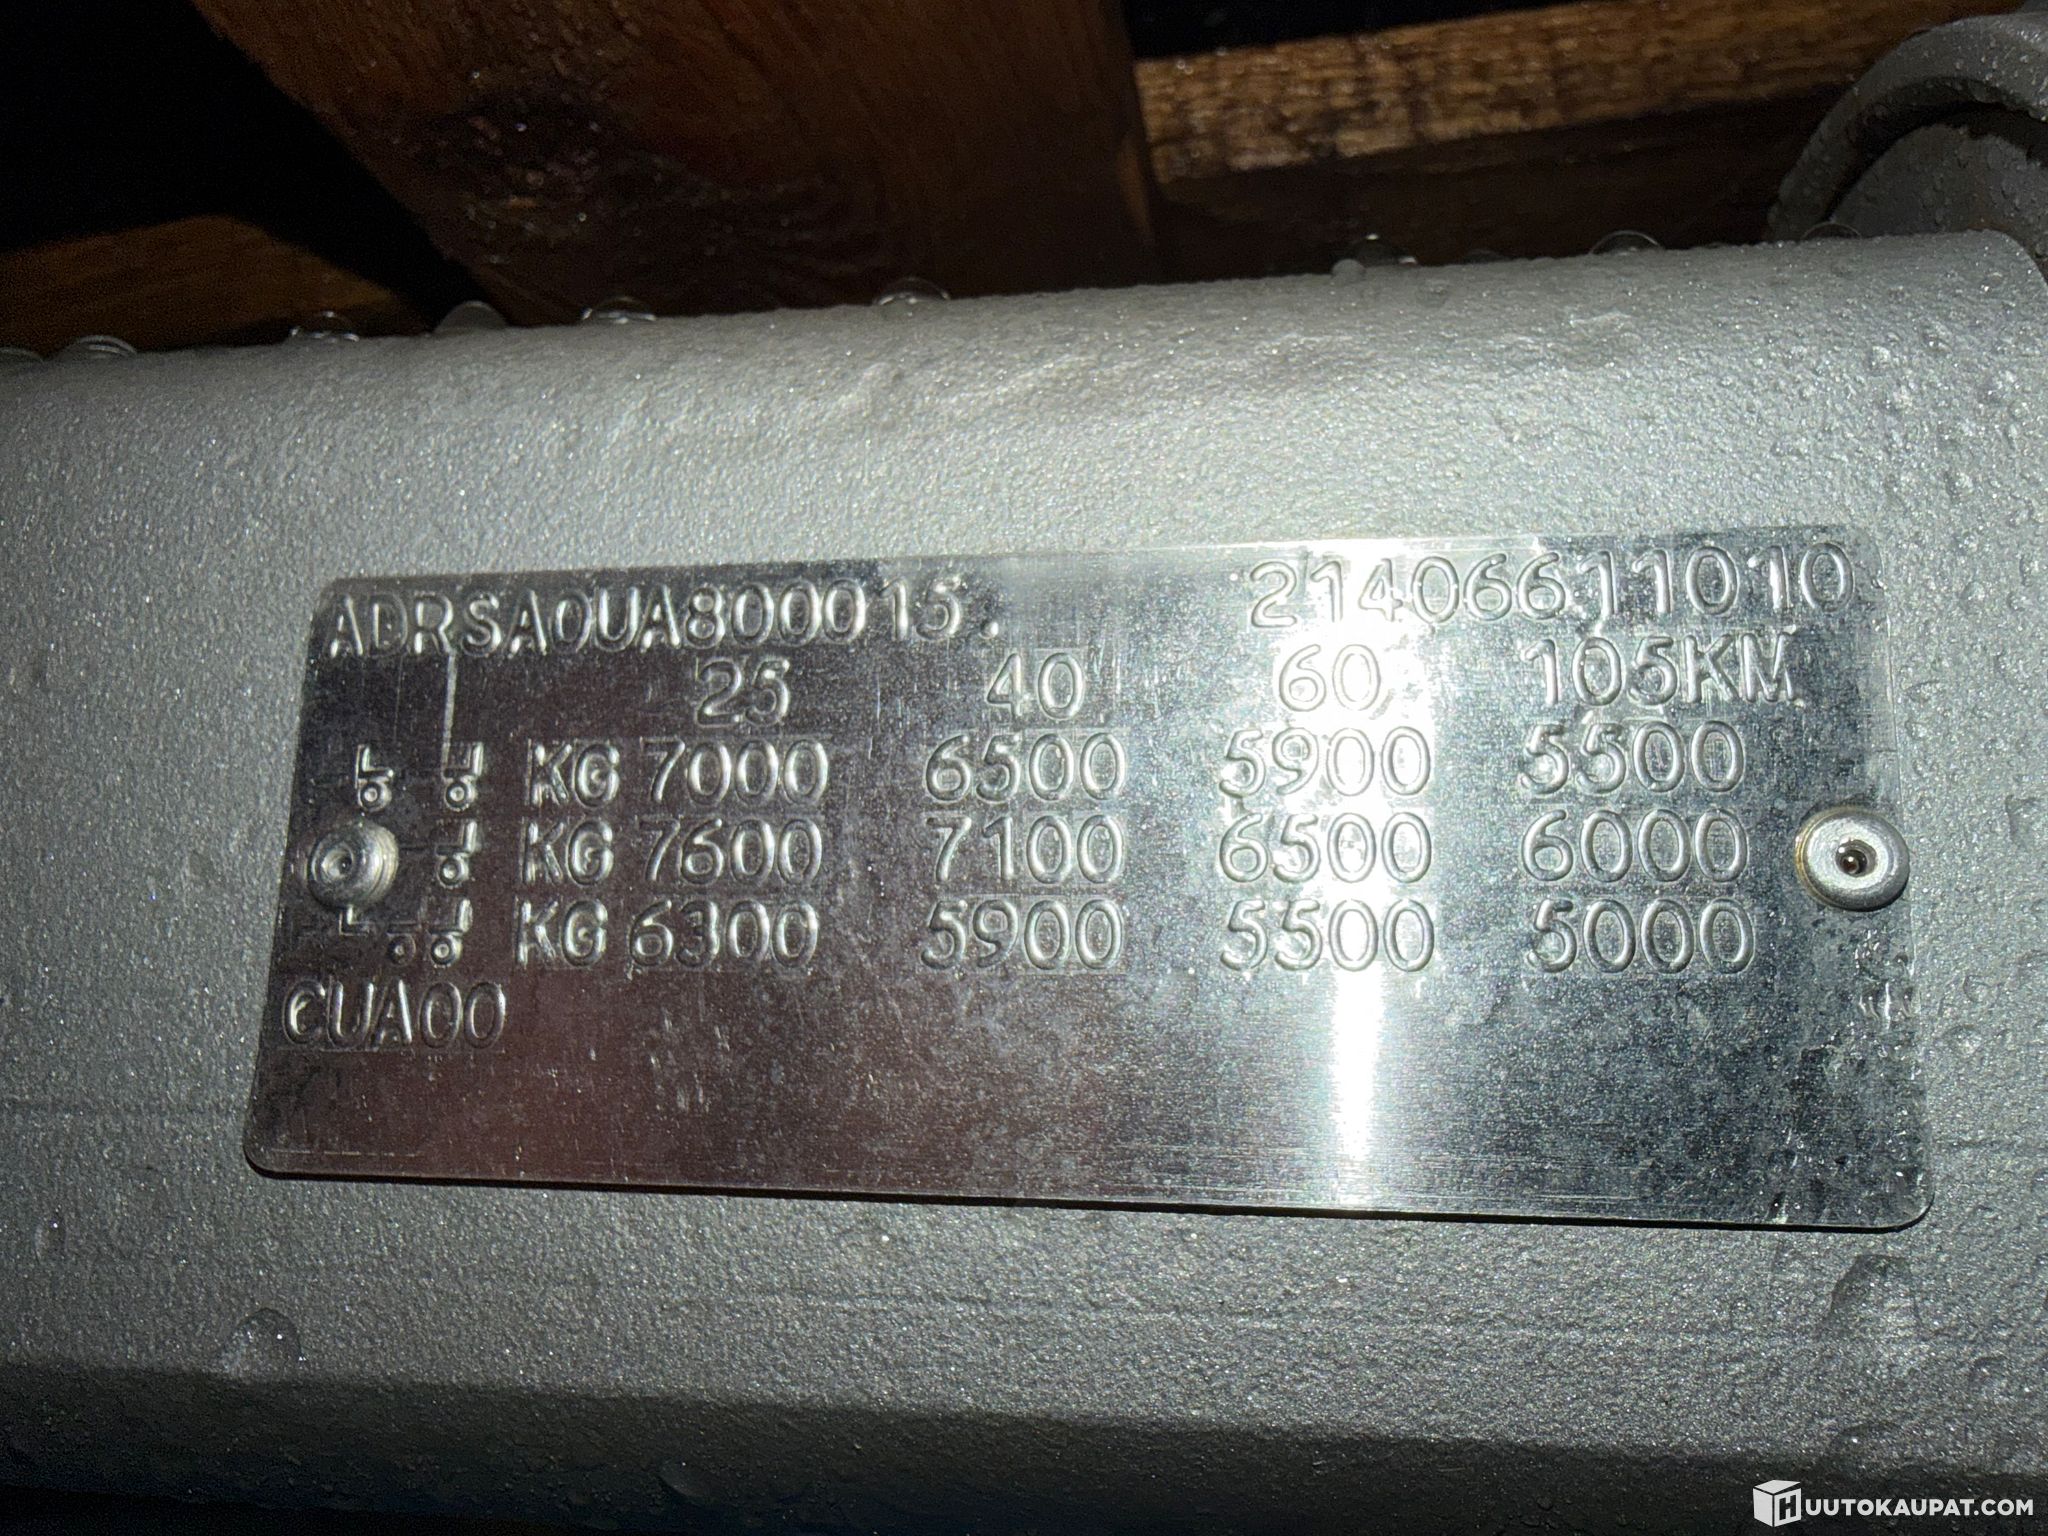 ADRSA0UA800015. 21406611010
25 40 60 105KM
KG 7000 6500 5900 5500
KG 7600 7100 6500 6000
KG 6300 5900 5500 5000
CUA00
HUUTOKAUPAT.COM